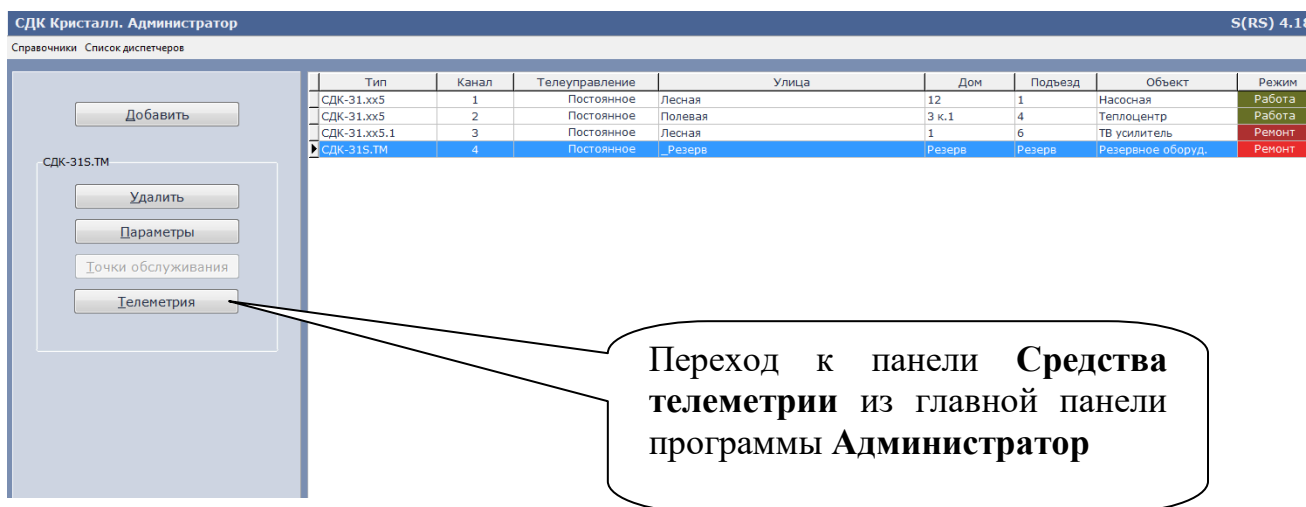 СДК Кристалл. Администратор S(RS) 4.18
Справочники Список диспетчеров
Тип Канал Телеуправление Улица Дом Подъезд Объект Режим
СДК-31.хх5 1 Постоянное Лесная 12 1 Насосная Работа
СДК-31.хх5 2 Постоянное Полевая 3 к.1 4 Теплоцентр Работа
СДК-31.хх5.1 3 Постоянное Лесная 1 6 ТВ усилитель Ремонт
СДК-31S.TM 4 Постоянное _Резерв Резерв Резерв Резервное оборуд. Ремонт
Добавить
СДК-31S.TM
Удалить
Параметры
Точки обслуживания
Телеметрия
Переход к панели Средства
телеметрии из главной панели
программы Администратор